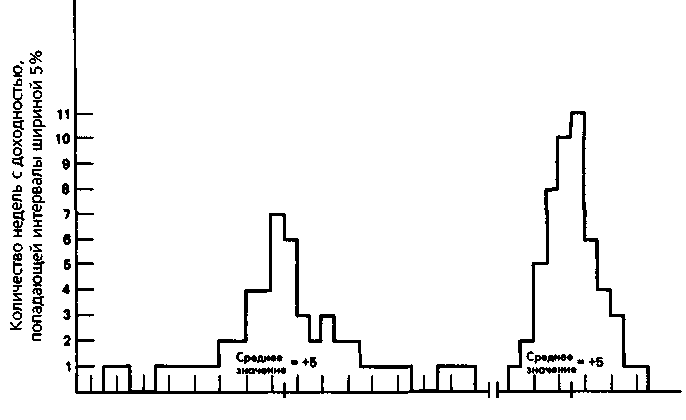 Количество недель с доходностью,
попадающей интервалы шириной 5%
11
10
9
8
7
6
5
4
3
2
1
Среднее
значение = +5
Среднее
значение = +5